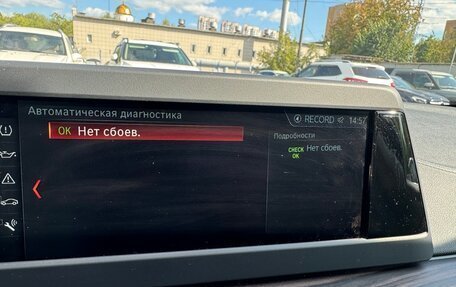 Автоматическая диагностика
RECORD 14:57
OK Нет сбоев.
Подробности
CHECK OK Нет сбоев.